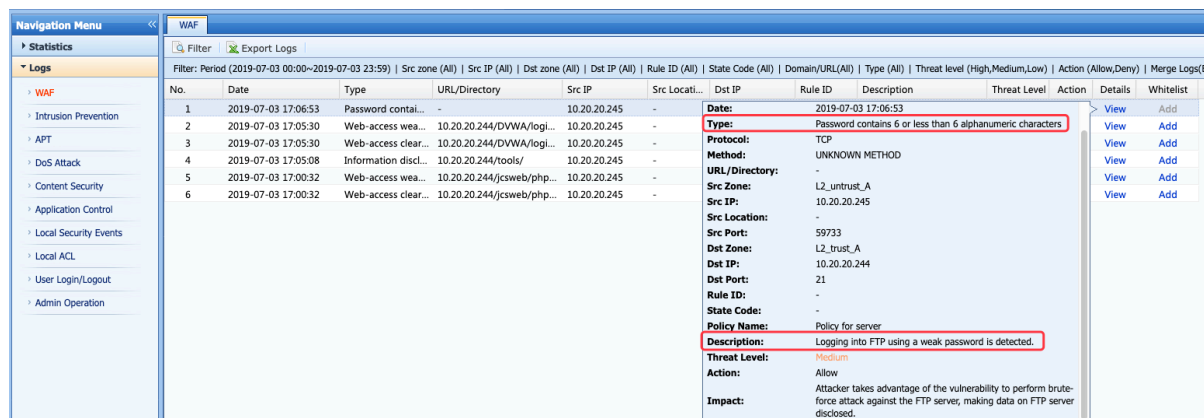 Navigation Menu «
Statistics
Logs
WAF
Intrusion Prevention
APT
DoS Attack
Content Security
Application Control
Local Security Events
Local ACL
User Login/Logout
Admin Operation
WAF
Filter Export Logs
Filter: Period (2019-07-03 00:00~2019-07-03 23:59) | Src zone (All) | Src IP (All) | Dst zone (All) | Dst IP (All) | Rule ID (All) | State Code (All) | Domain/URL(All) | Type (All) | Threat level (High,Medium,Low) | Action (Allow,Deny) | Merge Logs(
No. Date Type URL/Directory Src IP Src Locati... Dst IP Rule ID Description Threat Level Action Details Whitelist
1 2019-07-03 17:06:53 Password contai... - 10.20.20.245 - View Add
2 2019-07-03 17:05:30 Web-access wea... 10.20.20.244/DVWA/logi... 10.20.20.245 - View Add
3 2019-07-03 17:05:30 Web-access clear... 10.20.20.244/DVWA/logi... 10.20.20.245 - View Add
4 2019-07-03 17:05:08 Information discl... 10.20.20.244/tools/ 10.20.20.245 - View Add
5 2019-07-03 17:00:32 Web-access wea... 10.20.20.244/jcsweb/php... 10.20.20.245 - View Add
6 2019-07-03 17:00:32 Web-access clear... 10.20.20.244/jcsweb/php... 10.20.20.245 - View Add
Date: 2019-07-03 17:06:53
Type: Password contains 6 or less than 6 alphanumeric characters
Protocol: TCP
Method: UNKNOWN METHOD
URL/Directory: -
Src Zone: L2_untrust_A
Src IP: 10.20.20.245
Src Location: -
Src Port: 59733
Dst Zone: L2_trust_A
Dst IP: 10.20.20.244
Dst Port: 21
Rule ID: -
State Code: -
Policy Name: Policy for server
Description: Logging into FTP using a weak password is detected.
Threat Level: Medium
Action: Allow
Impact: Attacker takes advantage of the vulnerability to perform brute-
force attack against the FTP server, making data on FTP server
disclosed.